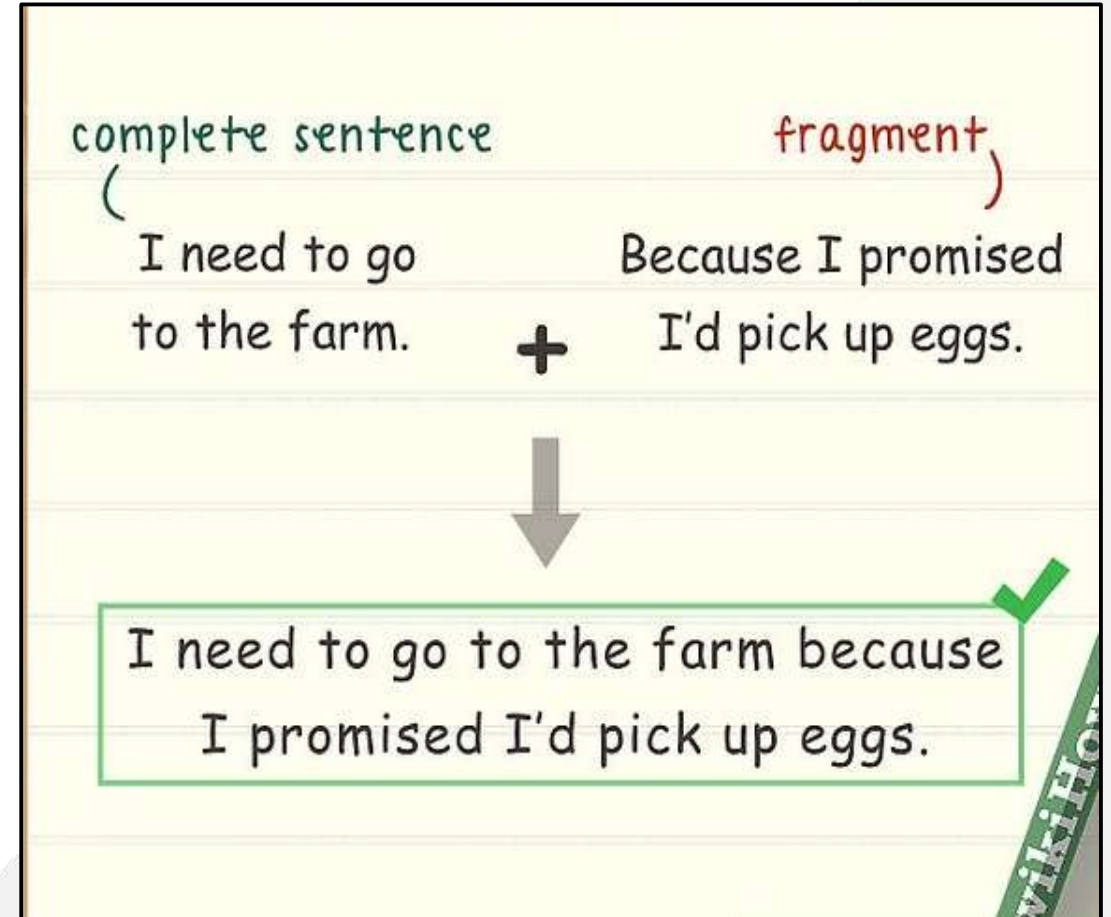 complete sentence
fragment
I need to go
to the farm.
+
Because I promised
I'd pick up eggs.
I need to go to the farm because
I promised I'd pick up eggs.
wikiHow